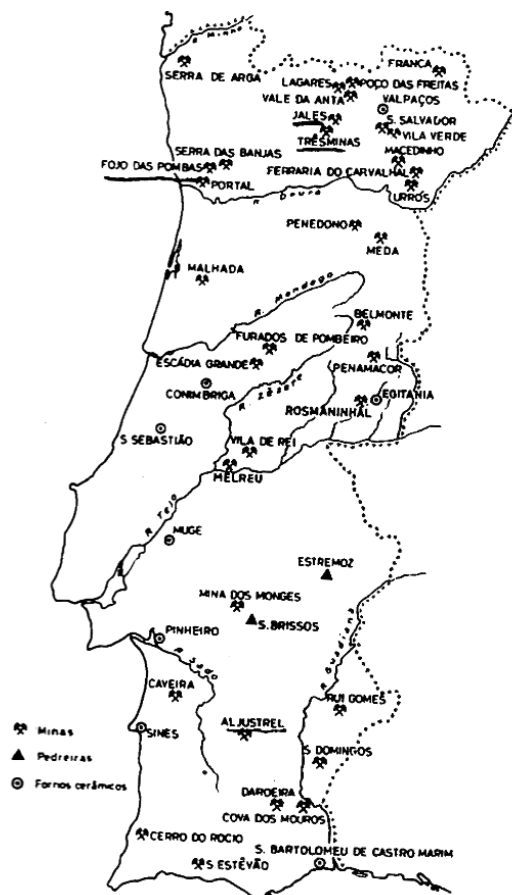 R. Minho
FRANCA
SERRA DE ARGA
LAGARES
POÇO DAS FREITAS
VALE DA ANTA
VALPAÇOS
JALES
S. SALVADOR
TRESMINAS
VILA VERDE
MACEDINHO
SERRA DAS BANJAS
FOJO DAS POMBAS
FERRARIA DO CARVALHAL
PORTAL
URROS
R. Douro
PENEDONO
MEDA
MALHADA
R. Mondego
BELMONTE
FURADOS DE POMBEIRO
ESCÁDIA GRANDE
PENAMACOR
CONIMBRIGA
R. Zêzere
EGITANIA
ROSMANINHAL
S SEBASTIÃO
VILA DE REI
MELREU
R. Tejo
MUGE
ESTREMOZ
MINA DOS MONGES
S. BRISSOS
PINHEIRO
R. Sado
R. Guadiana
CAVEIRA
RUI GOMES
Minas
SINES
ALJUSTREL
Pedreiras
S DOMINGOS
Fornos cerâmicos
DAROEIRA
COVA DOS MOUROS
CERRO DO ROCIO
S. BARTOLOMEU DE CASTRO MARIM
S ESTÊVÃO